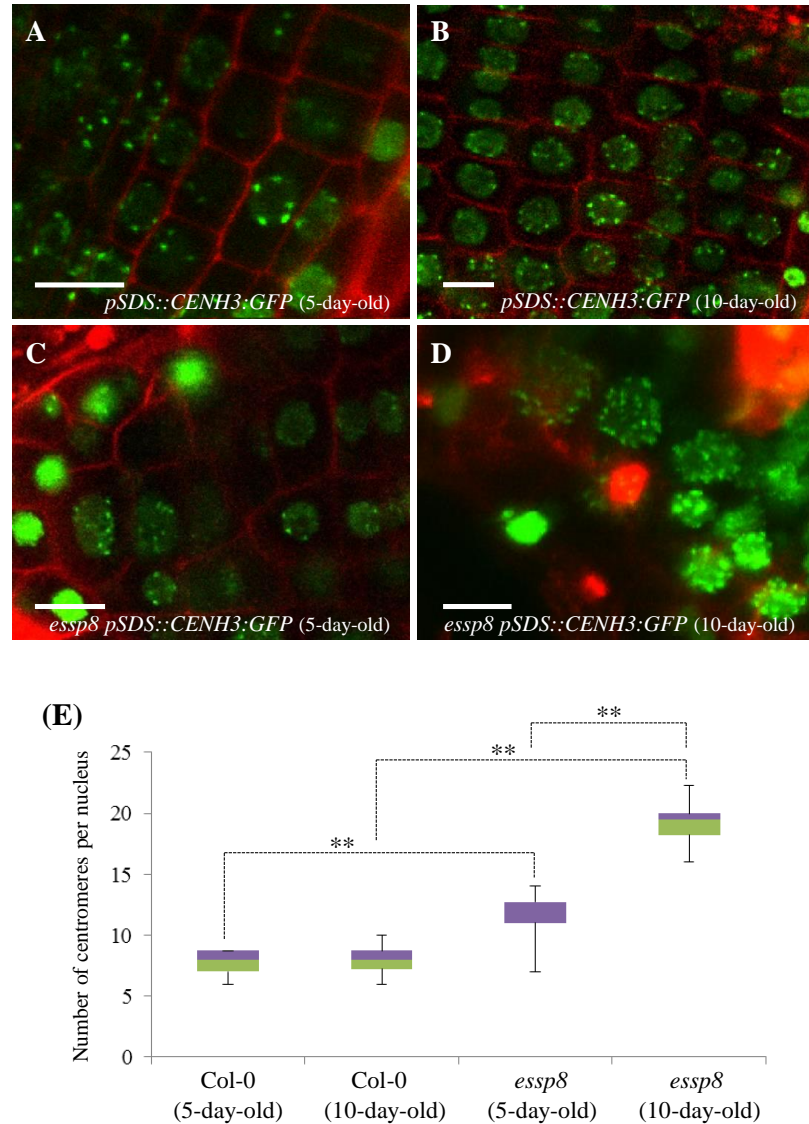 A
pSDS::CENH3:GFP (5-day-old)
B
pSDS::CENH3:GFP (10-day-old)
C
essp8 pSDS::CENH3:GFP (5-day-old)
D
essp8 pSDS::CENH3:GFP (10-day-old)
(E)
Number of centromeres per nucleus
25
20
15
10
5
0
**
**
**
Col-0
(5-day-old)
Col-0
(10-day-old)
essp8
(5-day-old)
essp8
(10-day-old)